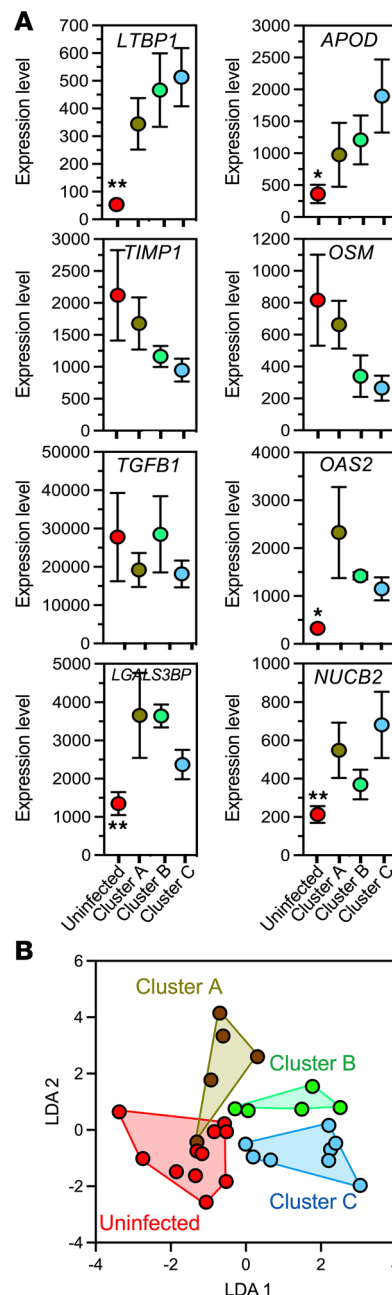 A
LTBP1
Expression level
700
600
500
400
300
200
100
0
**
APOD
Expression level
3000
2500
2000
1500
1000
500
0
*
TIMP1
Expression level
3000
2500
2000
1500
1000
500
0
OSM
Expression level
1200
1000
800
600
400
200
0
TGFB1
Expression level
50000
40000
30000
20000
10000
0
OAS2
Expression level
4000
3000
2000
1000
0
*
LGALS3BP
Expression level
5000
4000
3000
2000
1000
0
**
NUCB2
Expression level
1000
800
600
400
200
0
**
Uninfected
Cluster A
Cluster B
Cluster C
Uninfected
Cluster A
Cluster B
Cluster C
B
6
4
2
0
-2
-4
LDA 2
Cluster A
Cluster B
Cluster C
Uninfected
-4
-2
0
2
LDA 1